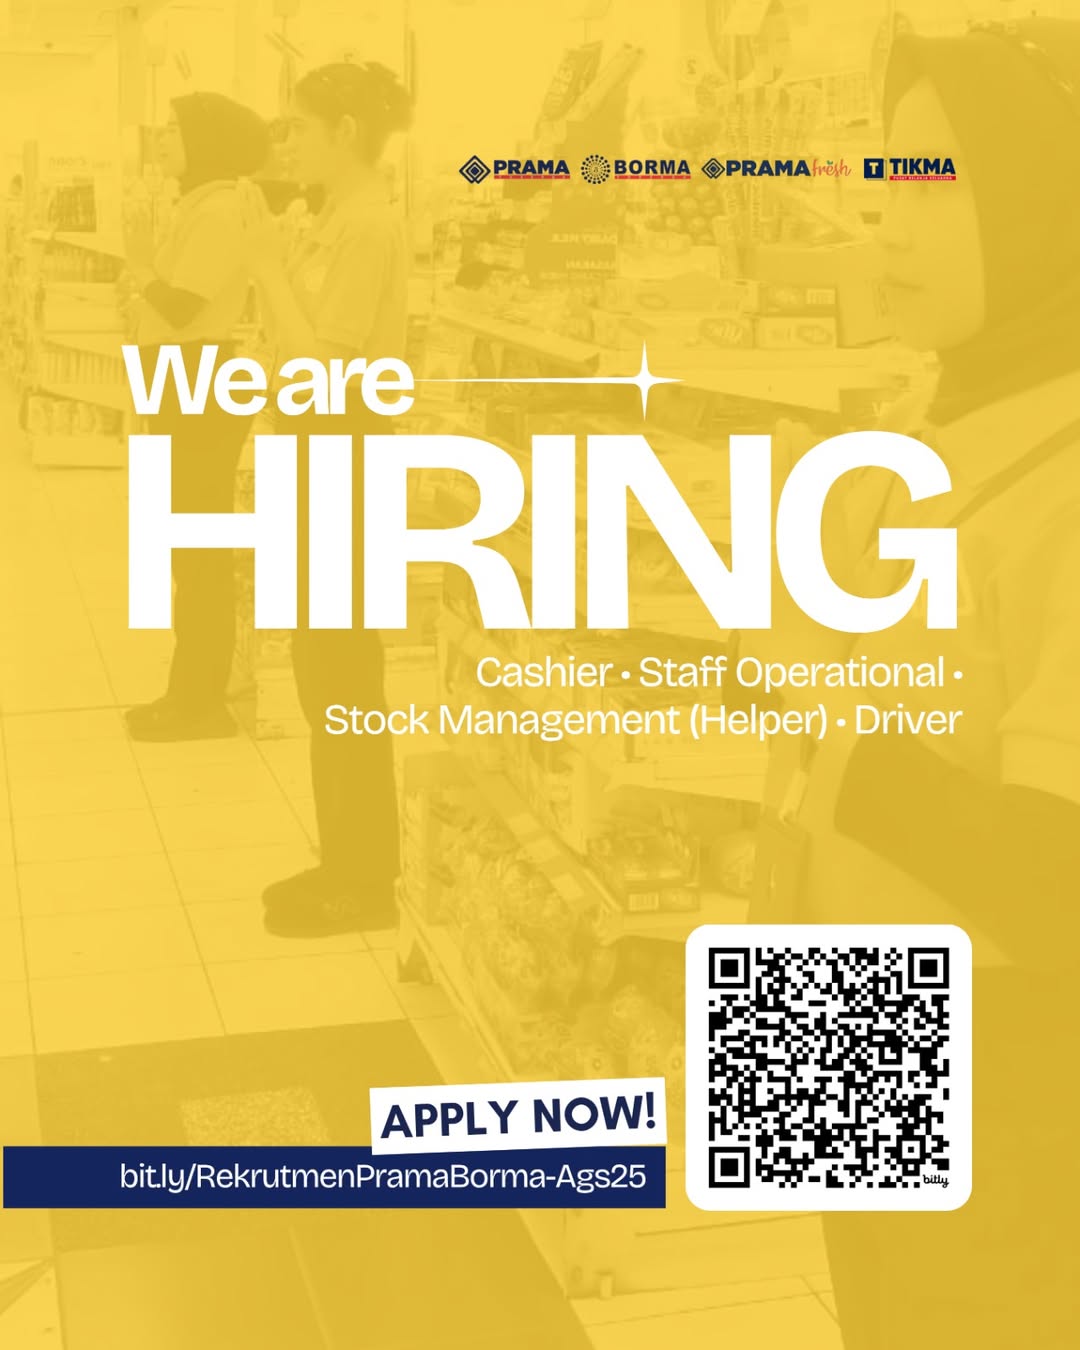 PRAMA BORMA PRAMA fresh T TIKMA
We are
HIRING
Cashier • Staff Operational •
Stock Management (Helper) • Driver
APPLY NOW!
bit.ly/RekrutmenPramaBorma-Ags25
bitly